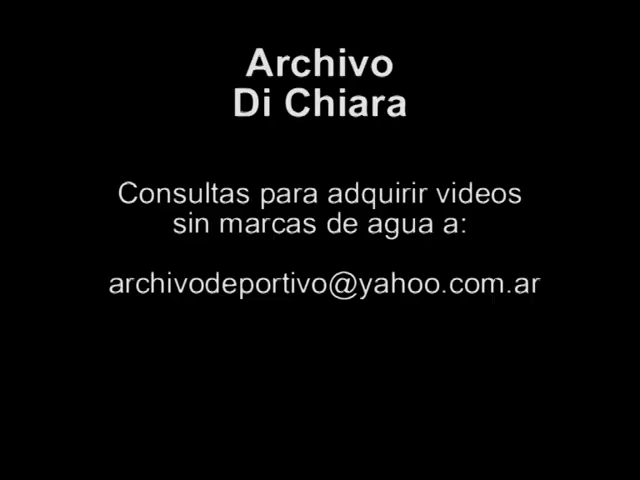 Archivo
Di Chiara
Consultas para adquirir videos
sin marcas de agua a:
archivodeportivo@yahoo.com.ar